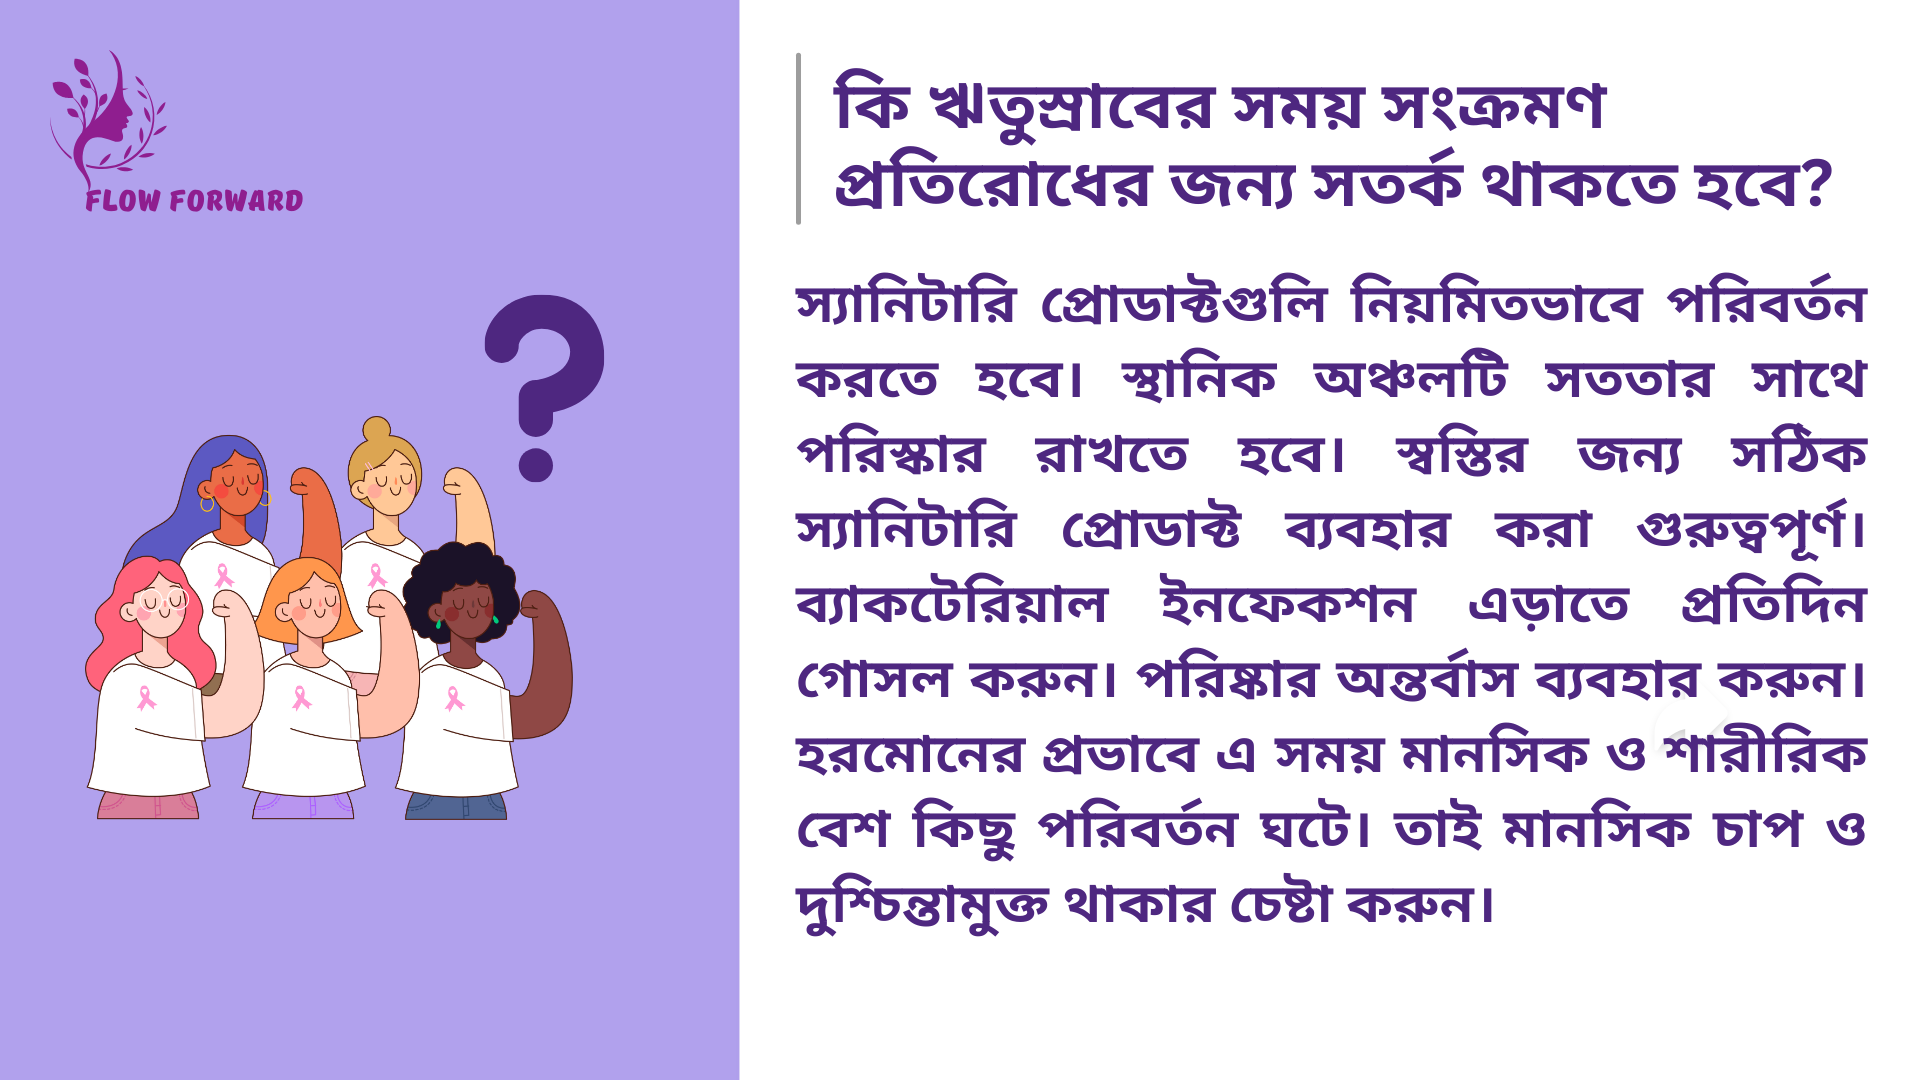 FLOW FORWARD
কি ঋতুস্রাবের সময় সংক্রমণ
প্রতিরোধের জন্য সতর্ক থাকতে হবে?
স্যানিটারি প্রোডাক্টগুলি নিয়মিতভাবে পরিবর্তন
করতে হবে। স্থানিক অঞ্চলটি সততার সাথে
পরিস্কার রাখতে হবে। স্বস্তির জন্য সঠিক
স্যানিটারি প্রোডাক্ট ব্যবহার করা গুরুত্বপূর্ণ।
ব্যাকটেরিয়াল ইনফেকশন এড়াতে প্রতিদিন
গোসল করুন। পরিষ্কার অন্তর্বাস ব্যবহার করুন।
হরমোনের প্রভাবে এ সময় মানসিক ও শারীরিক
বেশ কিছু পরিবর্তন ঘটে। তাই মানসিক চাপ ও
দুশ্চিন্তামুক্ত থাকার চেষ্টা করুন।